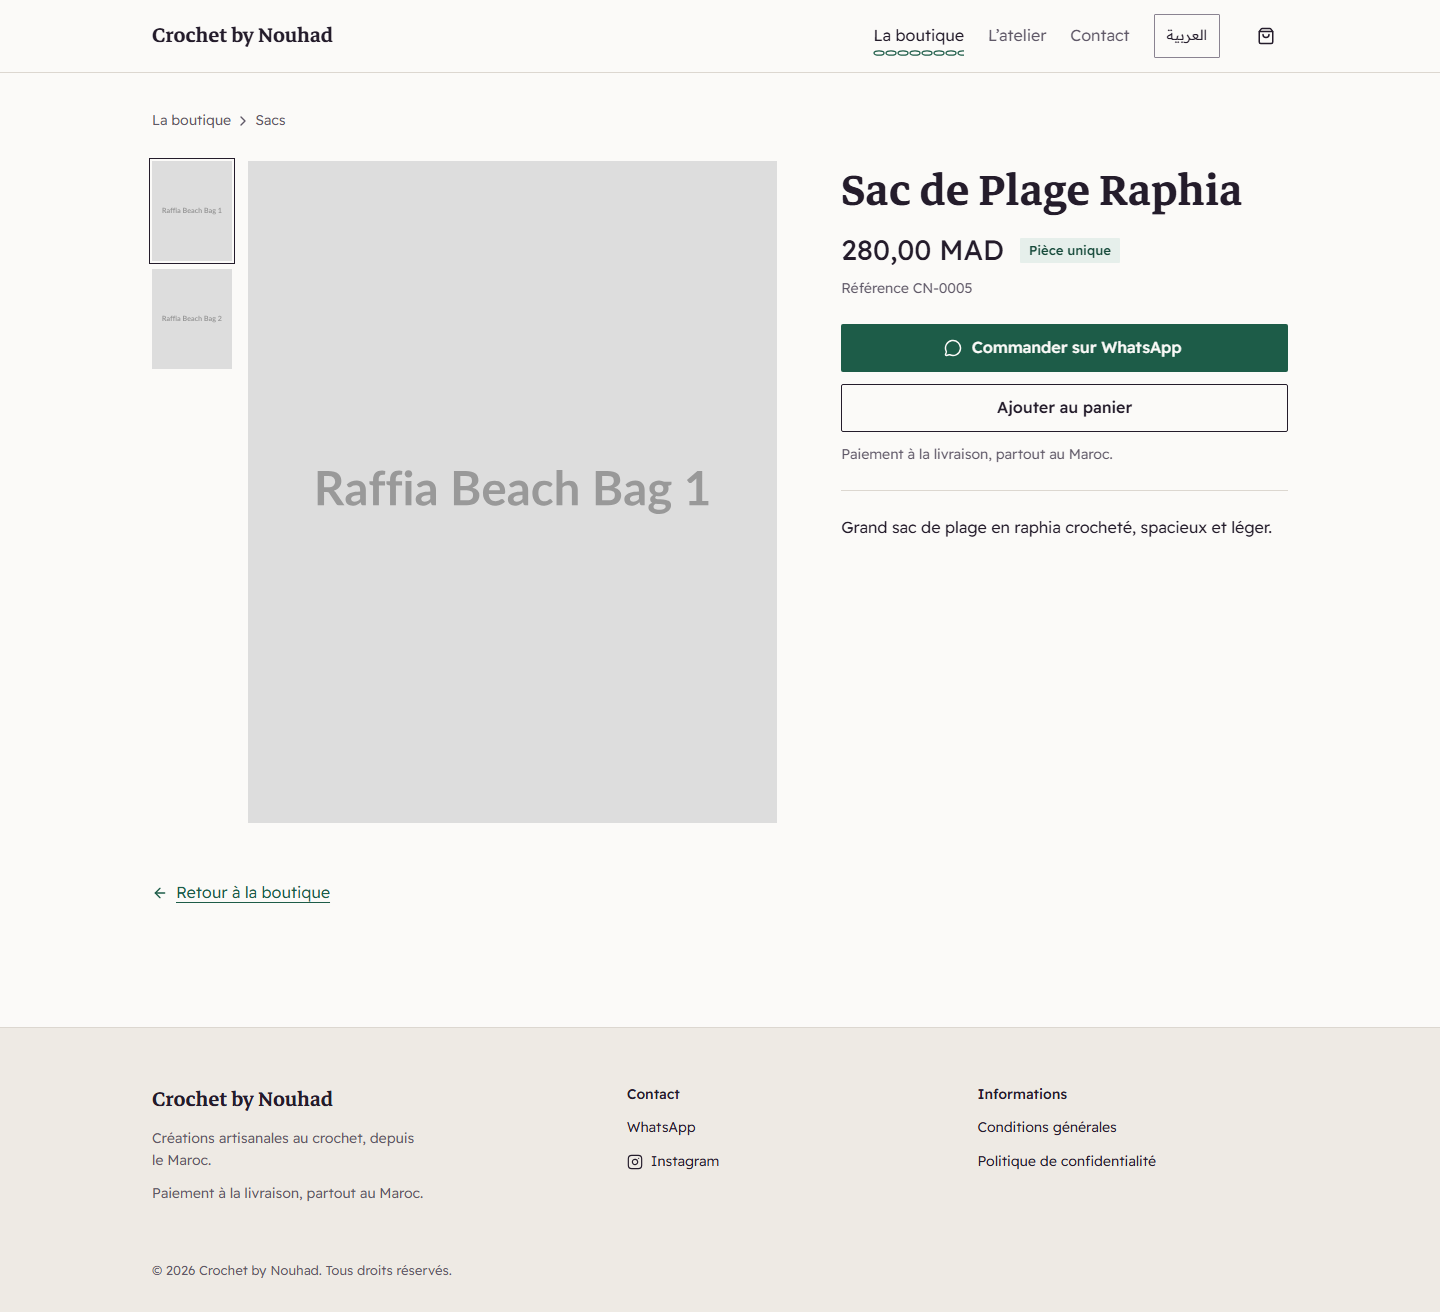 Crochet by Nouhad
La boutique
L’atelier
Contact
العربية
La boutique
Sacs
Raffia Beach Bag 1
Raffia Beach Bag 2
Raffia Beach Bag 1
Sac de Plage Raphia
280,00 MAD
Pièce unique
Référence CN-0005
Commander sur WhatsApp
Ajouter au panier
Paiement à la livraison, partout au Maroc.
Grand sac de plage en raphia crocheté, spacieux et léger.
Retour à la boutique
Crochet by Nouhad
Créations artisanales au crochet, depuis
le Maroc.
Paiement à la livraison, partout au Maroc.
Contact
WhatsApp
Instagram
Informations
Conditions générales
Politique de confidentialité
© 2026 Crochet by Nouhad. Tous droits réservés.